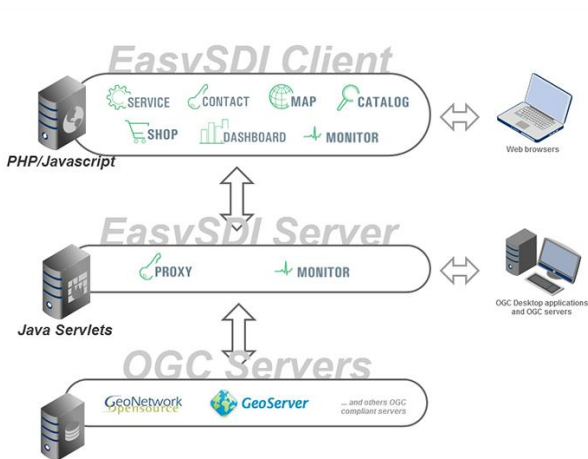 EasySDI Client
SERVICE CONTACT MAP CATALOG
SHOP DASHBOARD MONITOR
PHP/Javascript
Web browsers
EasySDI Server
PROXY MONITOR
Java Servlets
OGC Desktop applications
and OGC servers
OGC Servers
GeoNetwork
Opensource
GeoServer
... and others OGC
compliant servers